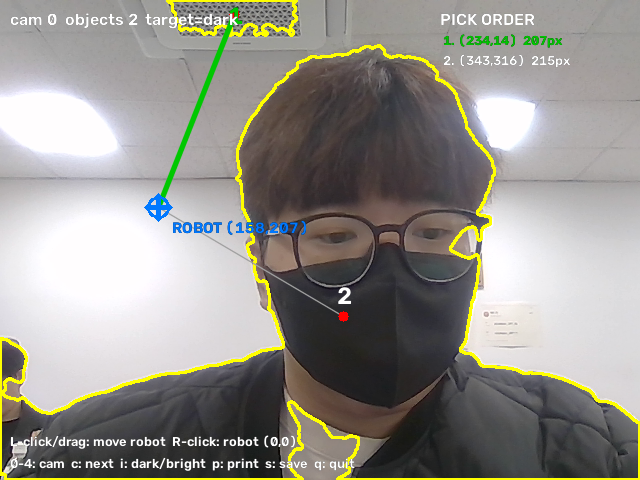 cam 0 objects 2 target=dark
PICK ORDER
1. (234,14) 207px
2. (343,316) 215px
ROBOT (158,207)
2
L-click/drag: move robot R-click: robot (0,0)
0-4: cam c: next i: dark/bright p: print s: save q: quit